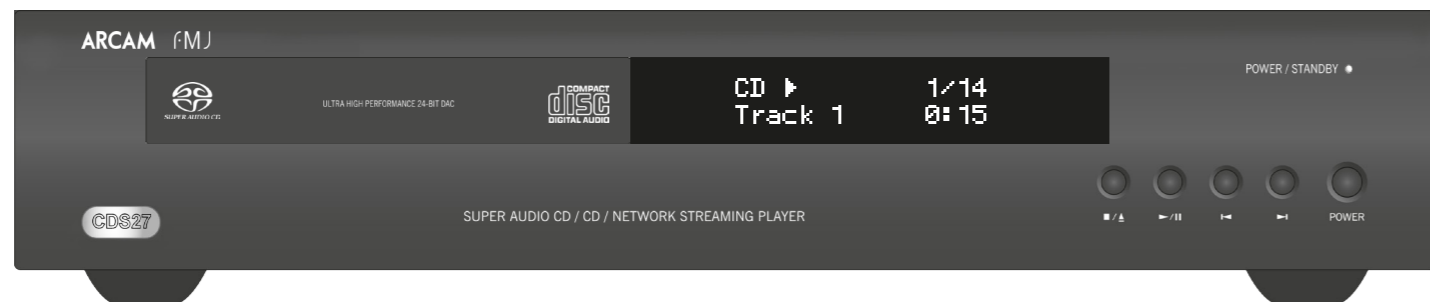 ARCAM FMJ
POWER / STANDBY
SUPER AUDIO CD
ULTRA HIGH PERFORMANCE 24-BIT DAC
COMPACT
disc
DIGITAL AUDIO
CD 1/14
Track 1 0:15
CDS27
SUPER AUDIO CD / CD / NETWORK STREAMING PLAYER
POWER